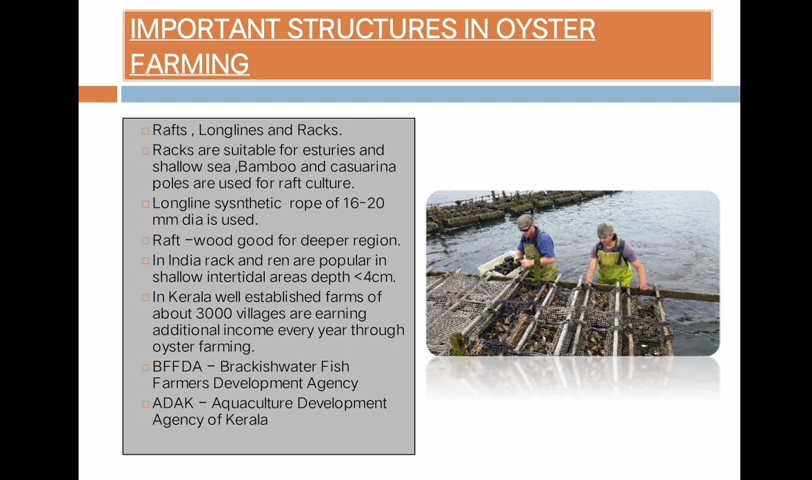 IMPORTANT STRUCTURES IN OYSTER
FARMING
Rafts , Longlines and Racks.
Racks are suitable for esturies and
shallow sea ,Bamboo and casuarina
poles are used for raft culture.
Longline sysnthetic rope of 16-20
mm dia is used.
Raft –wood good for deeper region.
In India rack and ren are popular in
shallow intertidal areas depth <4cm.
In Kerala well established farms of
about 3000 villages are earning
additional income every year through
oyster farming.
BFFDA – Brackishwater Fish
Farmers Development Agency
ADAK – Aquaculture Development
Agency of Kerala